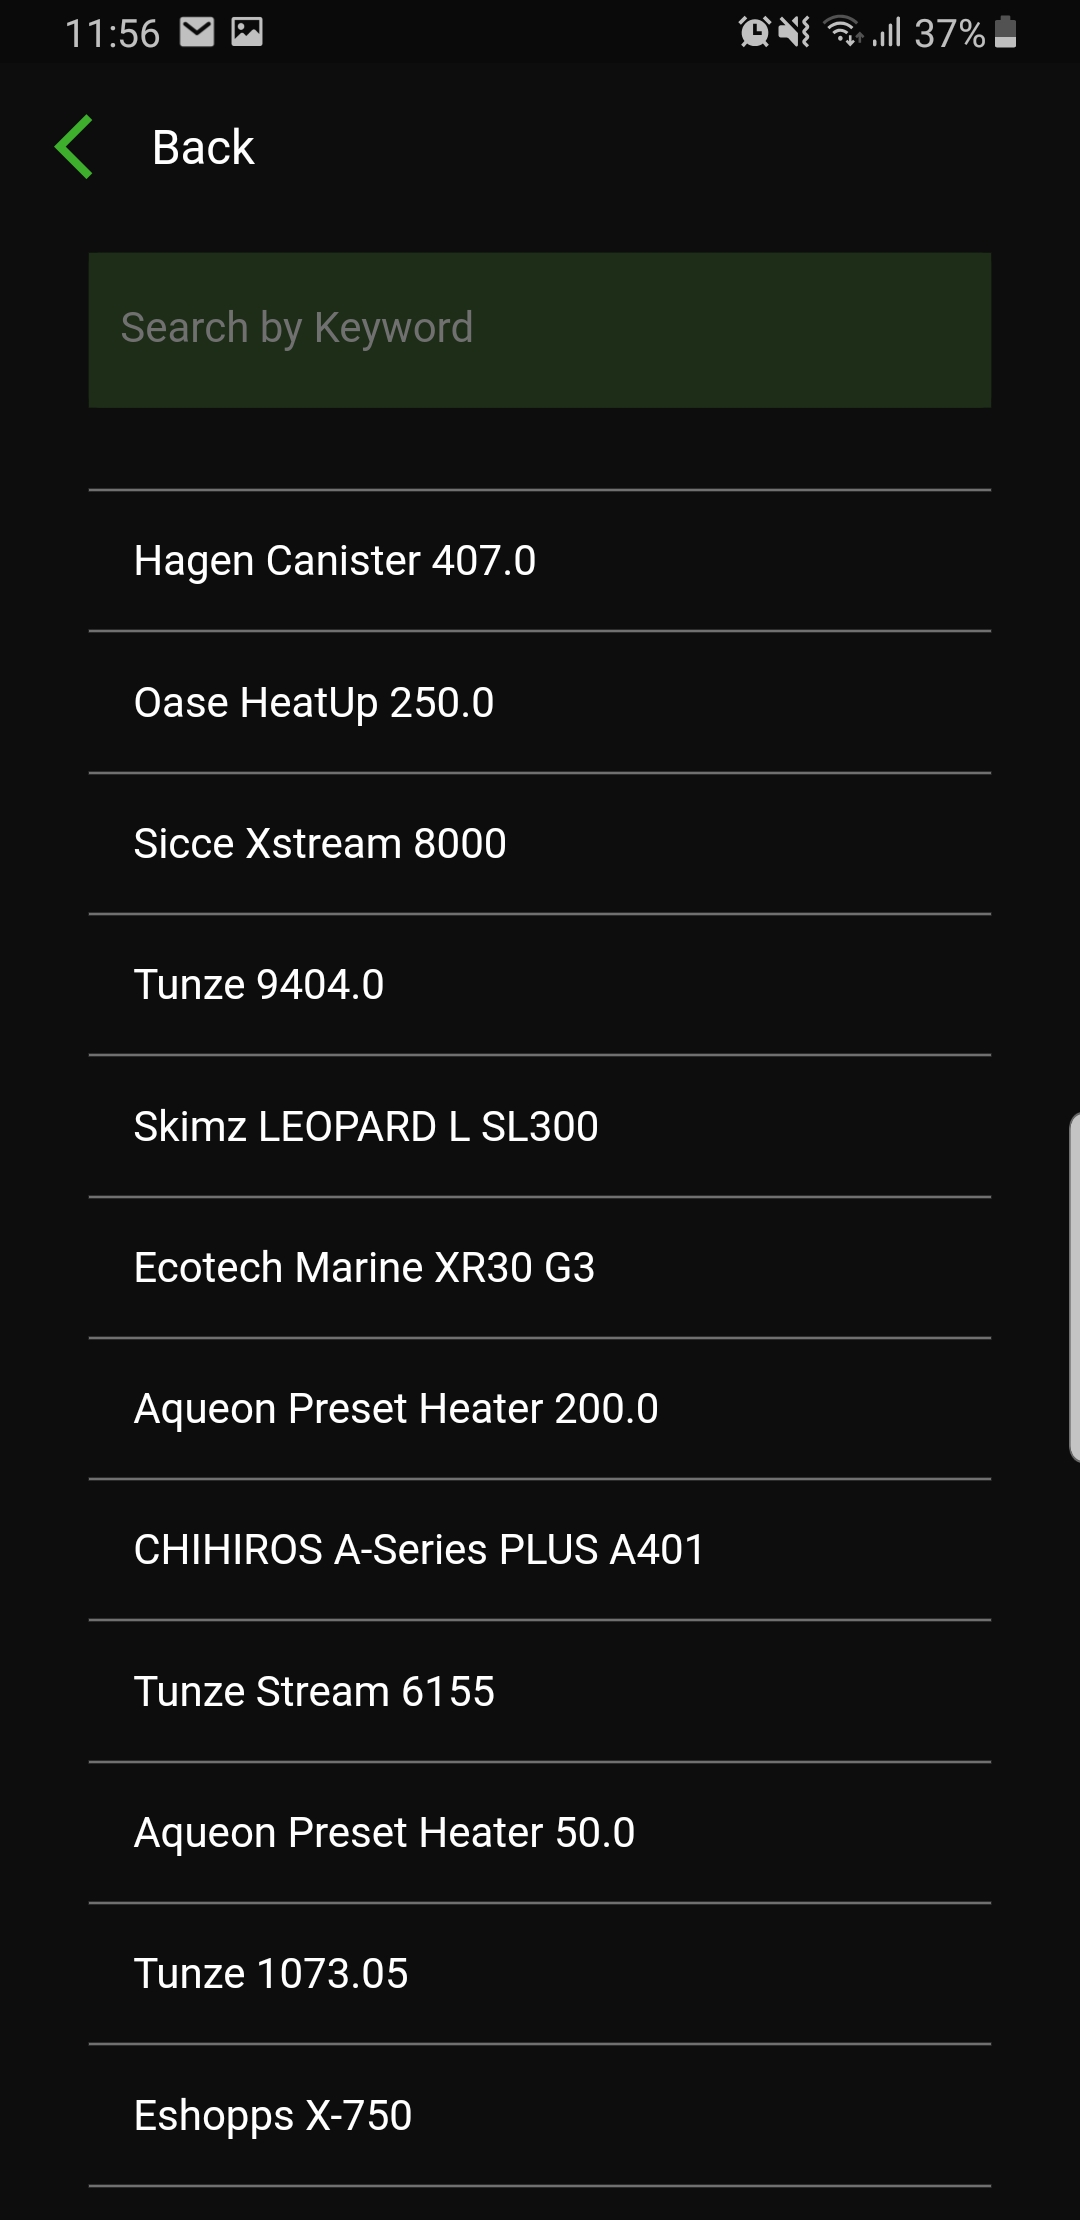 11:56
37%
Back
Search by Keyword
Hagen Canister 407.0
Oase HeatUp 250.0
Sicce Xstream 8000
Tunze 9404.0
Skimz LEOPARD L SL300
Ecotech Marine XR30 G3
Aqueon Preset Heater 200.0
CHIHIROS A-Series PLUS A401
Tunze Stream 6155
Aqueon Preset Heater 50.0
Tunze 1073.05
Eshopps X-750